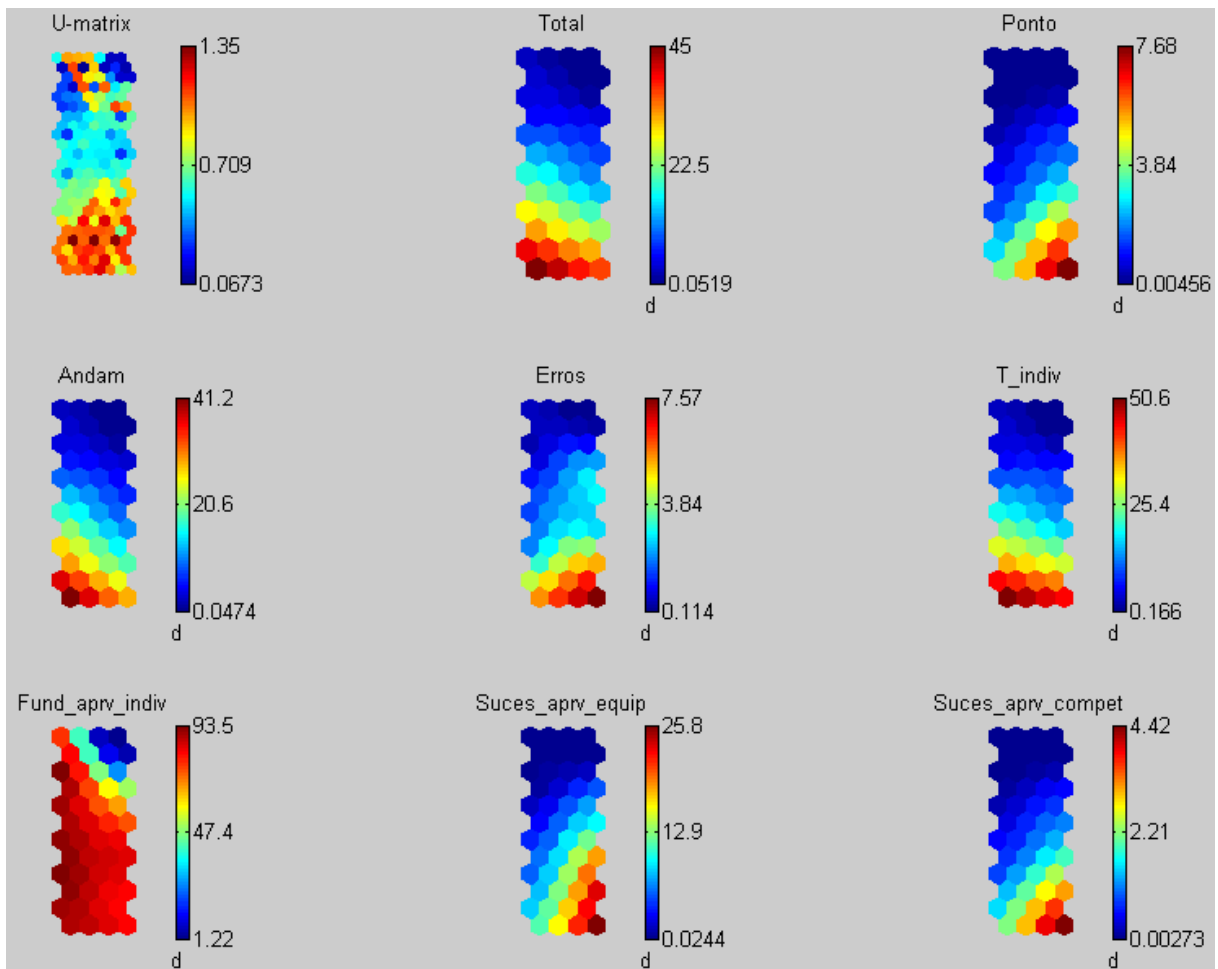 U-matrix
1.35
0.709
0.0673
Total
45
22.5
0.0519
d
Ponto
7.68
3.84
0.00456
d
Andam
41.2
20.6
0.0474
d
Erros
7.57
3.84
0.114
d
T_indiv
50.6
25.4
0.166
d
Fund_aprv_indiv
93.5
47.4
1.22
d
Suces_aprv_equip
25.8
12.9
0.0244
d
Suces_aprv_compet
4.42
2.21
0.00273
d